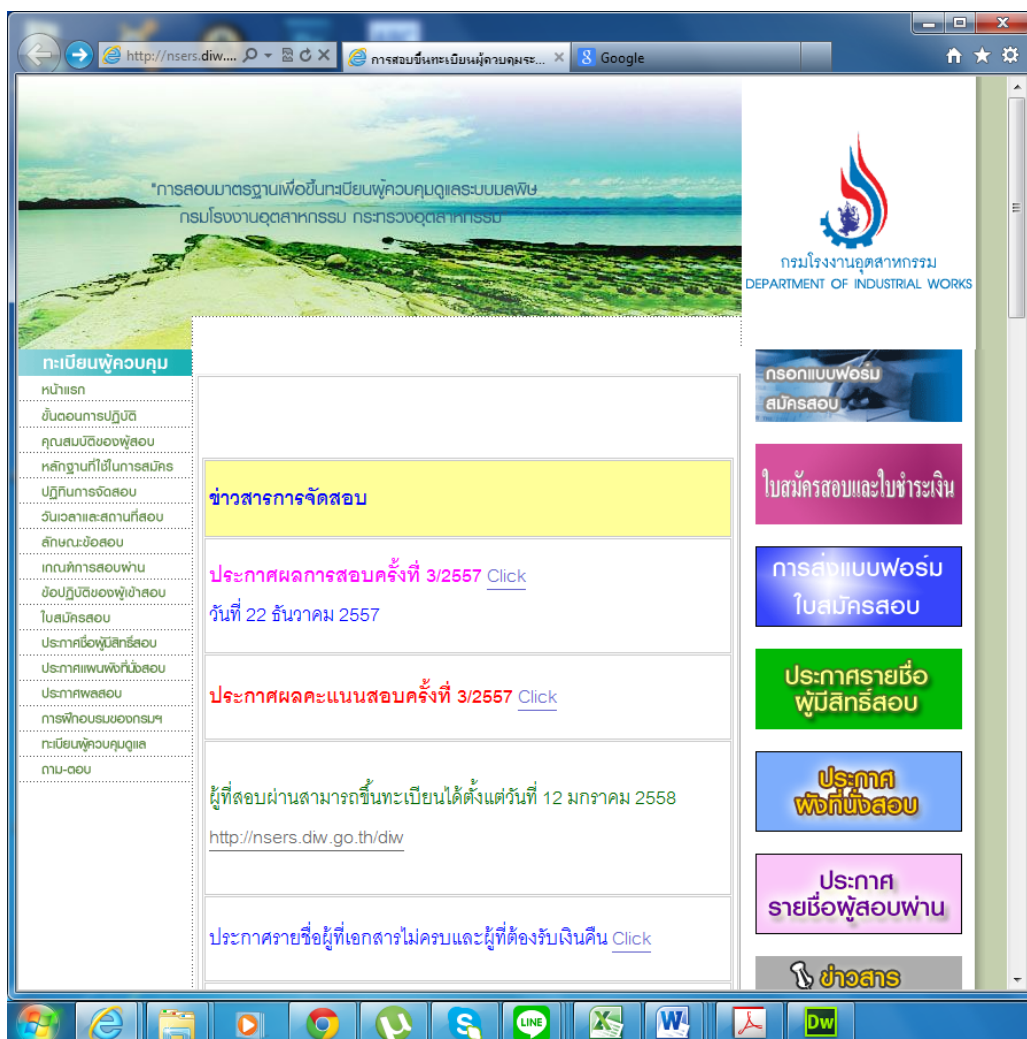 http://nsers.diw....
การสอบขึ้นทะเบียนผู้ควบคุมระ...
Google
"การสอบมาตรฐานเพื่อขึ้นทะเบียนผู้ควบคุมดูแลระบบมลพิษ
กรมโรงงานอุตสาหกรรม กระทรวงอุตสาหกรรม
กรมโรงงานอุตสาหกรรม
DEPARTMENT OF INDUSTRIAL WORKS
ทะเบียนผู้ควบคุม
หน้าแรก
ขั้นตอนการปฏิบัติ
คุณสมบัติของผู้สอบ
หลักฐานที่ใช้ในการสมัคร
ปฏิทินการจัดสอบ
วันเวลาและสถานที่สอบ
ลักษณะข้อสอบ
เกณฑ์การสอบผ่าน
ข้อปฏิบัติของผู้เข้าสอบ
ใบสมัครสอบ
ประกาศชื่อผู้มีสิทธิ์สอบ
ประกาศแผนผังที่นั่งสอบ
ประกาศผลสอบ
การฝึกอบรมของกรมฯ
ทะเบียนผู้ควบคุมดูแล
ถาม-ตอบ
ข่าวสารการจัดสอบ
ประกาศผลการสอบครั้งที่ 3/2557 Click
วันที่ 22 ธันวาคม 2557
ประกาศผลคะแนนสอบครั้งที่ 3/2557 Click
ผู้ที่สอบผ่านสามารถขึ้นทะเบียนได้ตั้งแต่วันที่ 12 มกราคม 2558
http://nsers.diw.go.th/diw
ประกาศรายชื่อผู้ที่เอกสารไม่ครบและผู้ที่ต้องรับเงินคืน Click
กรอกแบบฟอร์ม
สมัครสอบ
ใบสมัครสอบและใบชำระเงิน
การส่งแบบฟอร์ม
ใบสมัครสอบ
ประกาศรายชื่อ
ผู้มีสิทธิ์สอบ
ประกาศ
ผังที่นั่งสอบ
ประกาศ
รายชื่อผู้สอบผ่าน
ข่าวสาร
LINE
Dw